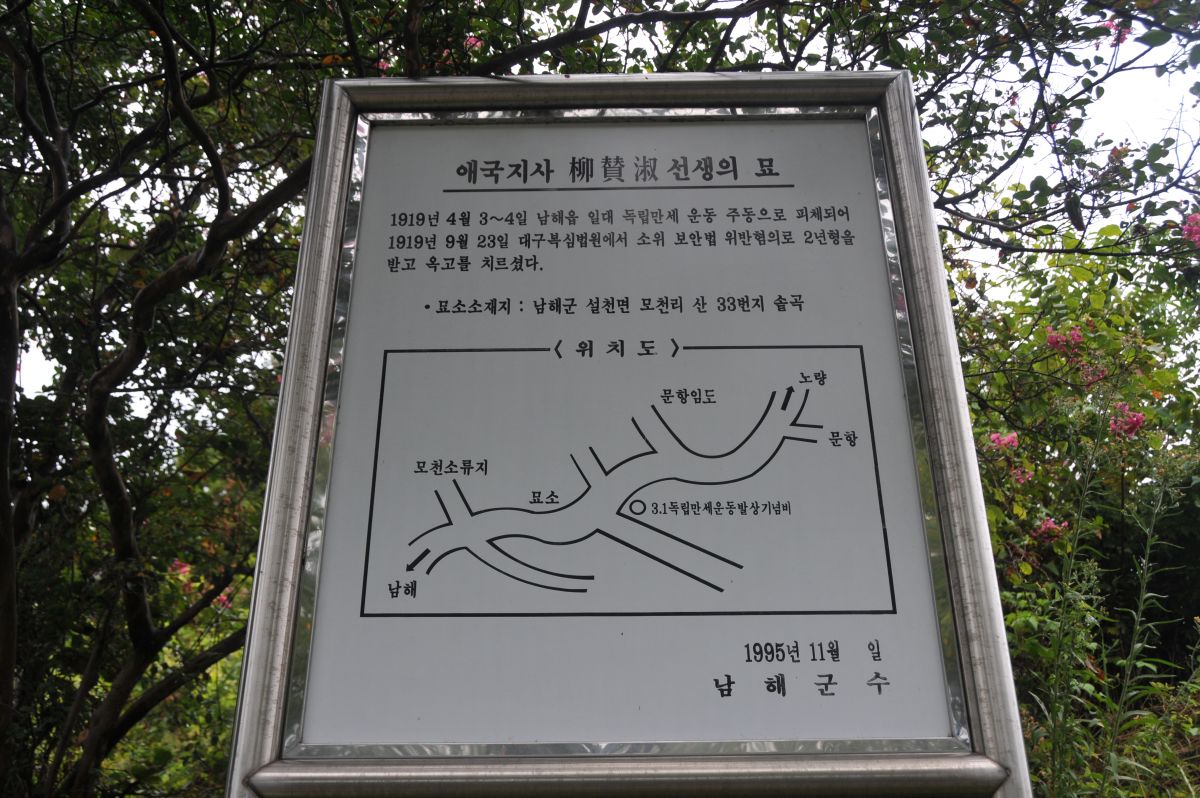 애국지사 柳賛淑 선생의 묘
1919년 4월 3~4일 남해읍 일대 독립만세 운동 주동으로 피체되어
1919년 9월 23일 대구복심법원에서 소위 보안법 위반혐의로 2년형을
받고 옥고를 치르셨다.
• 묘소소재지 : 남해군 설천면 모천리 산 33번지 솔곡
〈 위 치 도 〉
노량
문항임도
문항
모천소류지
묘소
3.1독립만세운동발상기념비
남해
1995년 11월 일
남 해 군 수